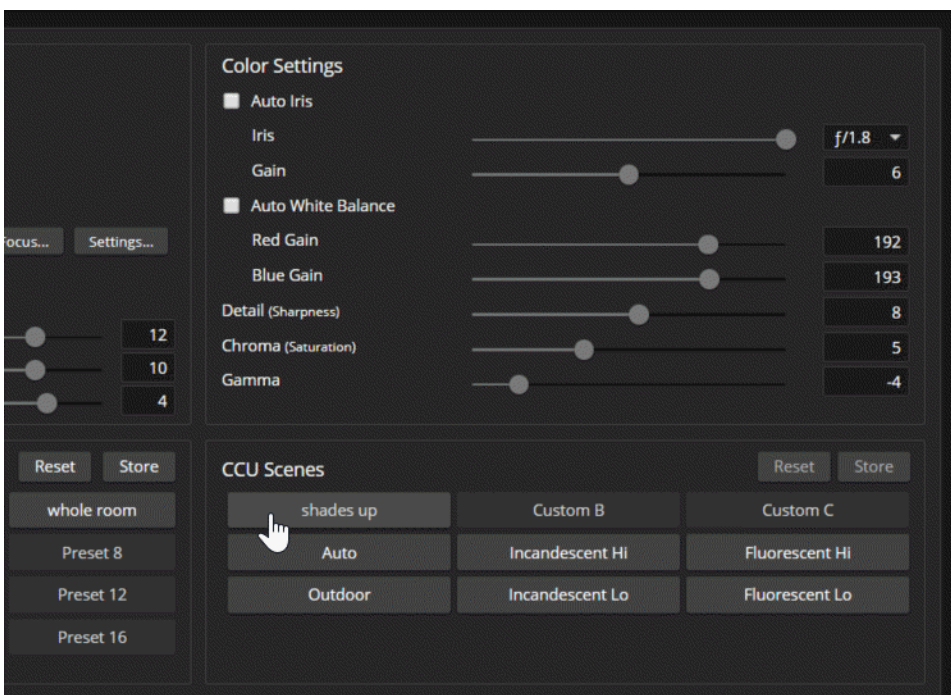 Color Settings
Auto Iris
Iris
ƒ/1.8
Gain
6
Auto White Balance
Red Gain
192
Blue Gain
193
Detail (Sharpness)
8
Chroma (Saturation)
5
Gamma
-4
Settings...
12
10
4
Reset Store
whole room
Preset 8
Preset 12
Preset 16
CCU Scenes
Reset Store
shades up Custom B Custom C
Auto Incandescent Hi Fluorescent Hi
Outdoor Incandescent Lo Fluorescent Lo